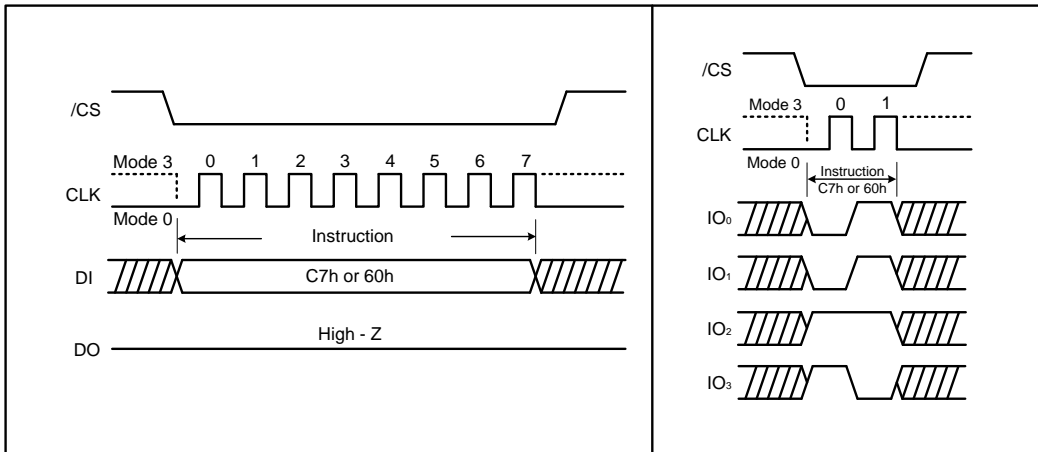 /CS
Mode 3 0 1 2 3 4 5 6 7
CLK
Mode 0
Instruction
DI C7h or 60h
High - Z
DO
/CS
Mode 3 0 1
CLK
Mode 0
Instruction
C7h or 60h
IO₀
IO₁
IO₂
IO₃